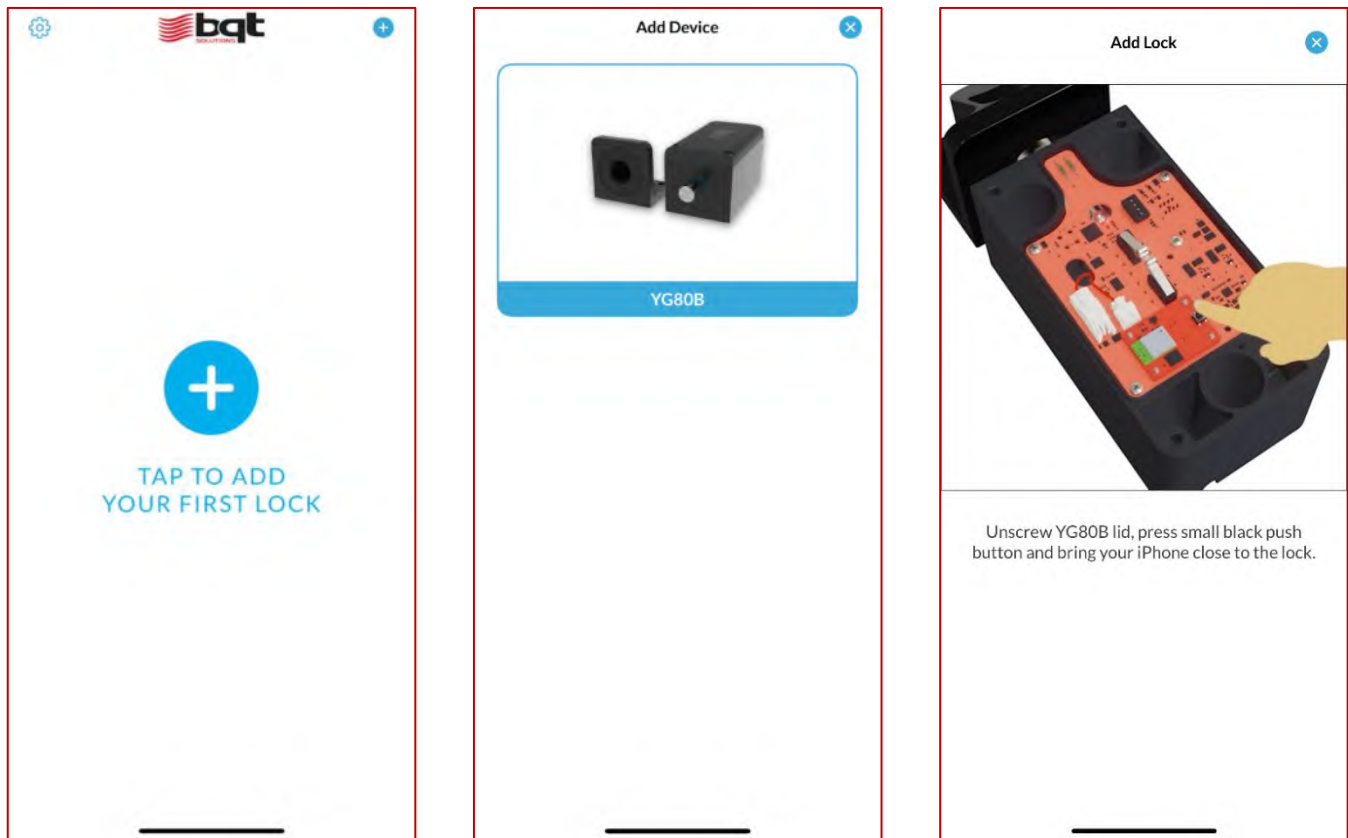 bqt
SOLUTIONS
TAP TO ADD
YOUR FIRST LOCK
Add Device
YG80B
Add Lock
Unscrew YG80B lid, press small black push
button and bring your iPhone close to the lock.